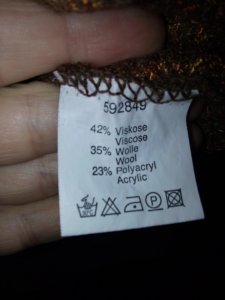 592849
42% Viskose
Viscose
35% Wolle
Wool
23% Polyacryl
Acrylic
P